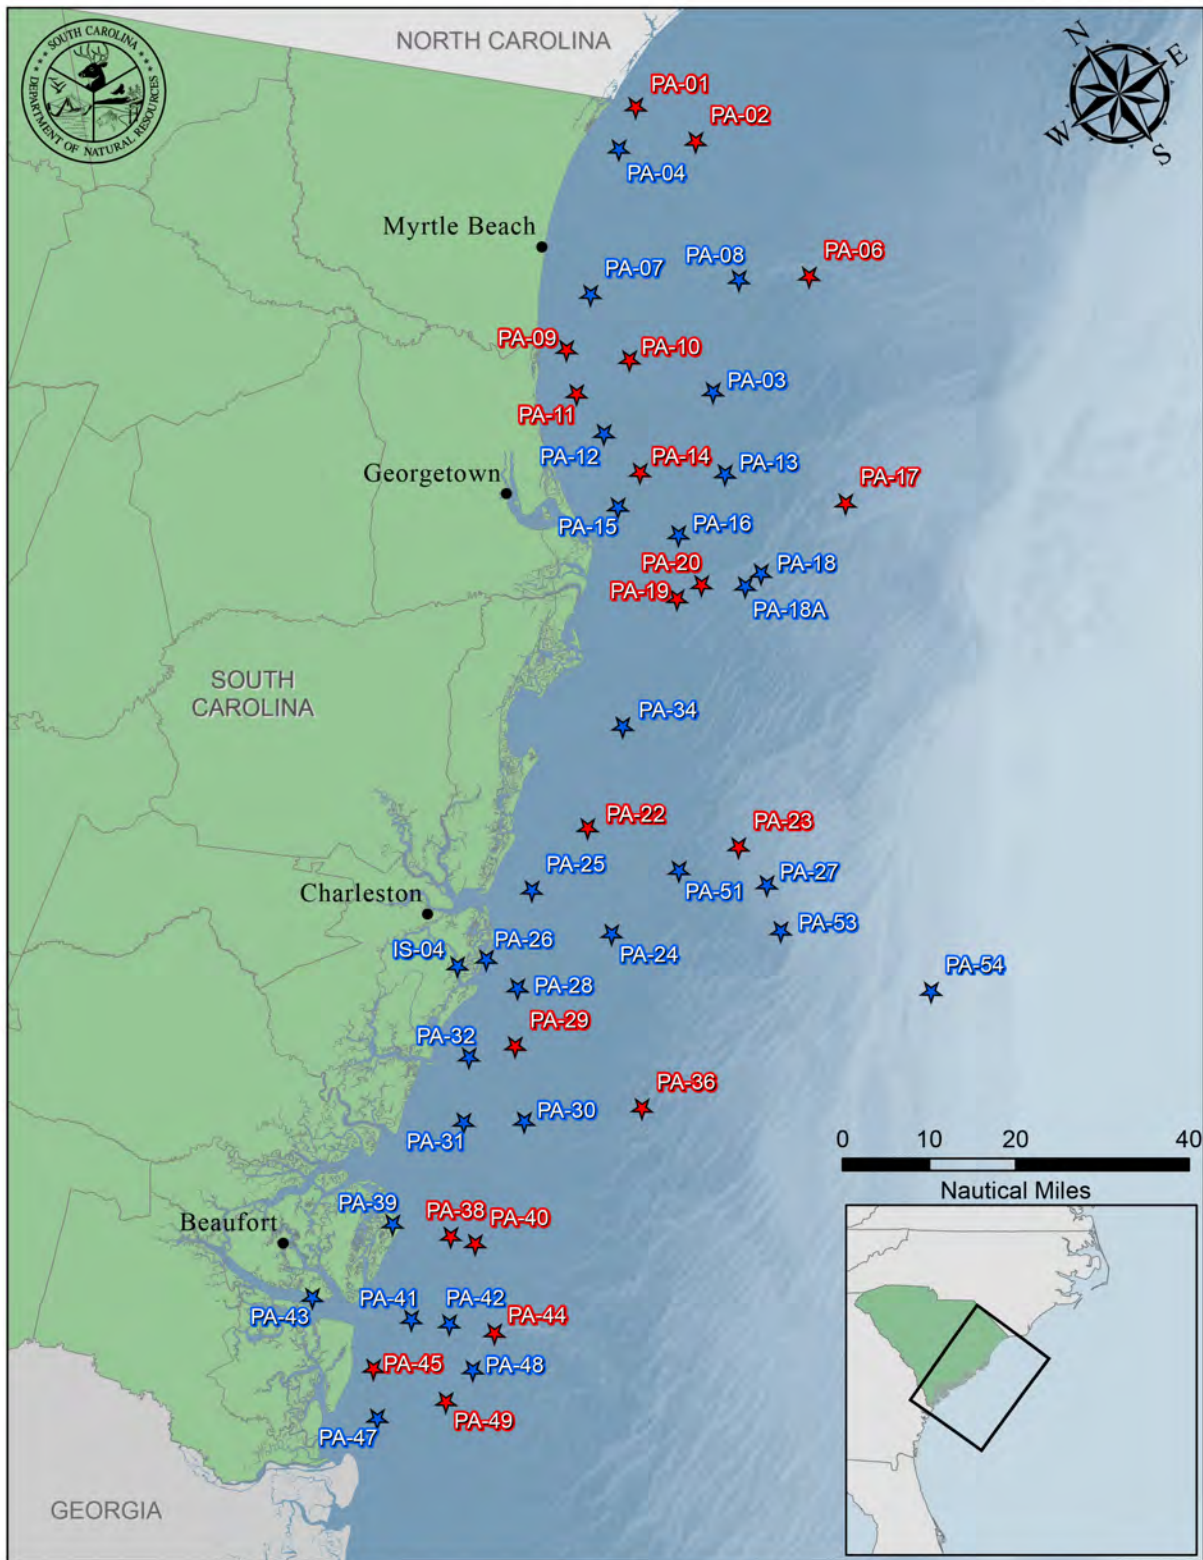 NORTH CAROLINA
SOUTH CAROLINA
DEPARTMENT OF NATURAL RESOURCES
N
E
W
S
PA-01
PA-02
PA-04
Myrtle Beach
PA-08
PA-06
PA-07
PA-09
PA-10
PA-03
PA-11
PA-12
PA-14
PA-13
Georgetown
PA-17
PA-15
PA-16
PA-20
PA-18
PA-19
PA-18A
SOUTH
CAROLINA
PA-34
PA-22
PA-23
PA-25
PA-51
PA-27
Charleston
PA-53
IS-04
PA-26
PA-24
PA-54
PA-28
PA-29
PA-32
PA-36
PA-30
PA-31
0 10 20 40
Nautical Miles
PA-39
PA-38
PA-40
Beaufort
PA-43
PA-41
PA-42
PA-44
PA-45
PA-48
PA-49
PA-47
GEORGIA